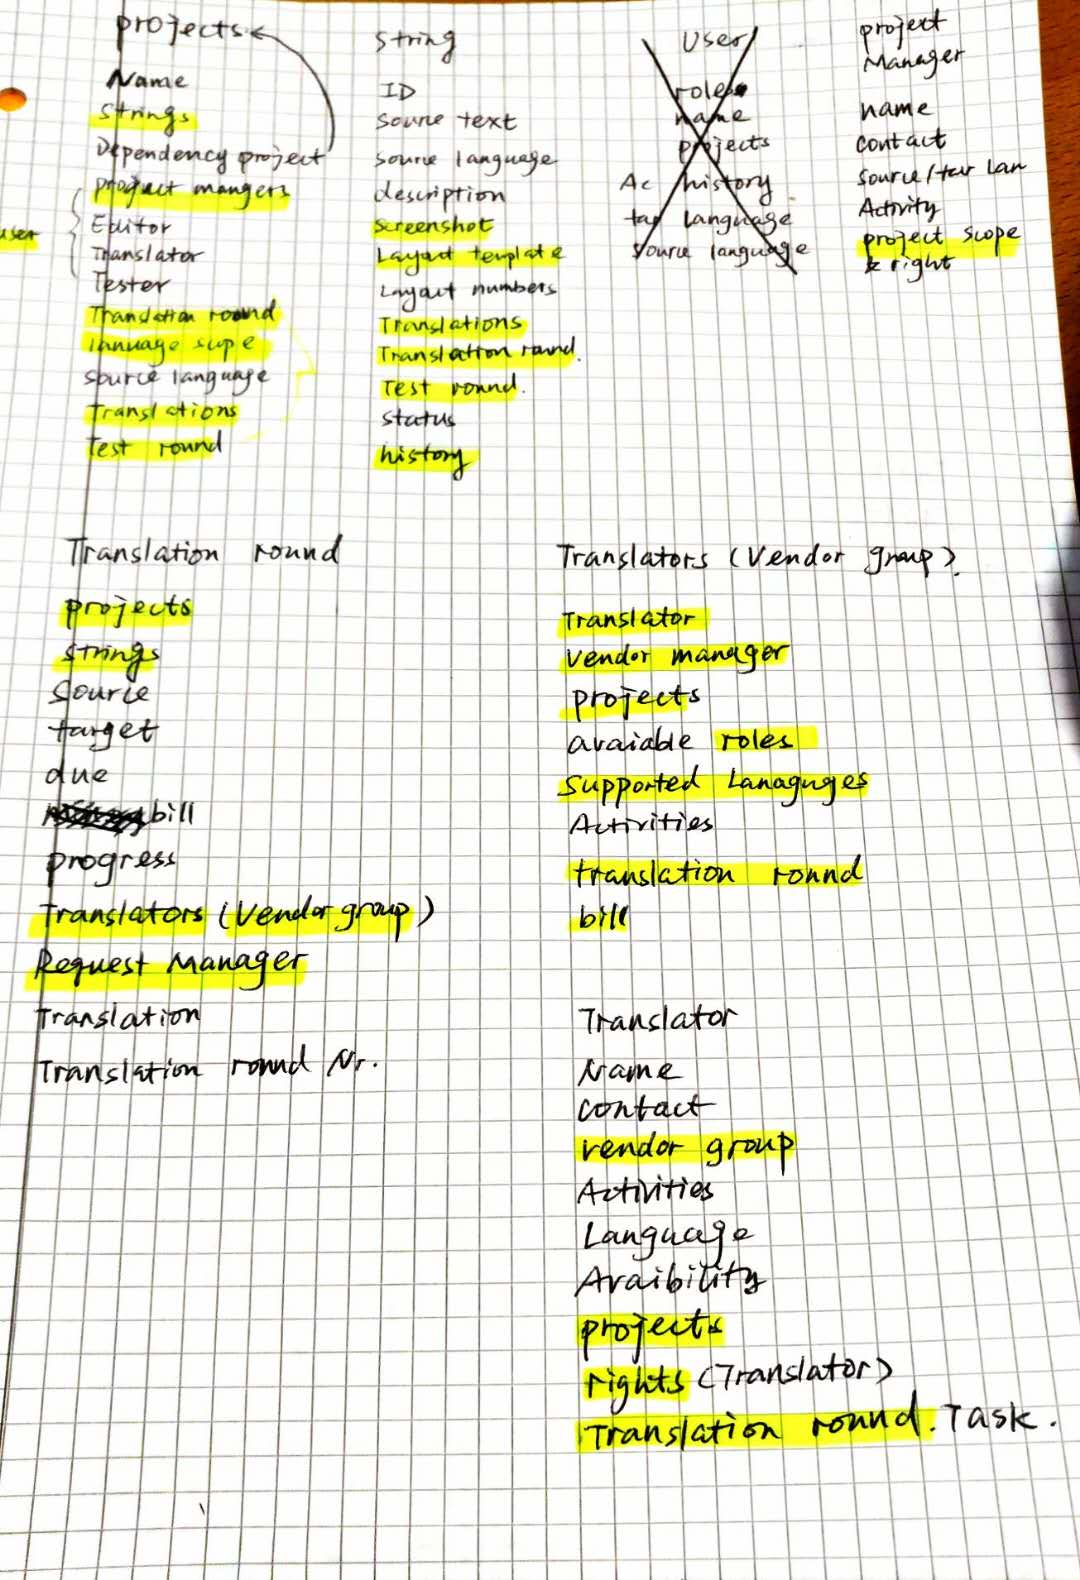 projects
Name
Strings
Dependency project
project mangers
Editor
user
Translator
Tester
Translation round
lanuage supe
source language
Translations
Test round
String
ID
Soure text
source language
description
Screenshot
Layout template
Layout numbers
Translations
Translation round.
Test round.
status
history
User
roles
name
projects
Ac history.
tag language
source language
project
Manager
name
contact
source/tar lan
Activity
project scope
& right
Translation round
projects
Strings
Source
target
due
bill
progress
Translators (Vendor group)
Request Manager
Translation
Translation round Nr.
Translators (Vendor group).
Translator
Vendor manager
projects
avaiable roles
Supported Lanagnges
Activities
translation round
bill
Translator
Name
contact
vendor group
Activities
Language
Avaibility
projects
rights (Translator)
Translation round. Task.